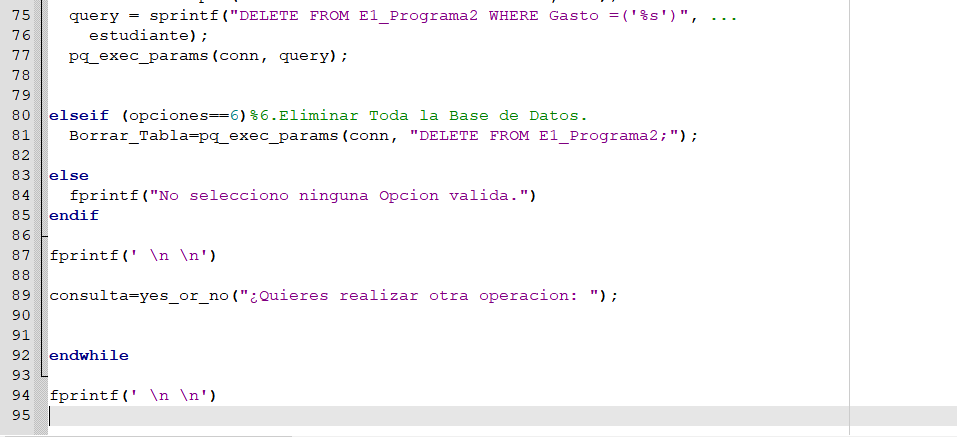 75 query = sprintf("DELETE FROM E1_Programa2 WHERE Gasto =('%s')", ...
76 estudiante);
77 pq_exec_params(conn, query);
78
79
80 elseif (opciones==6)%6.Eliminar Toda la Base de Datos.
81 Borrar_Tabla=pq_exec_params(conn, "DELETE FROM E1_Programa2;");
82
83 else
84 fprintf("No selecciono ninguna Opcion valida.")
85 endif
86
87 fprintf(' \n \n')
88
89 consulta=yes_or_no("¿Quieres realizar otra operacion: ");
90
91
92 endwhile
93
94 fprintf(' \n \n')
95